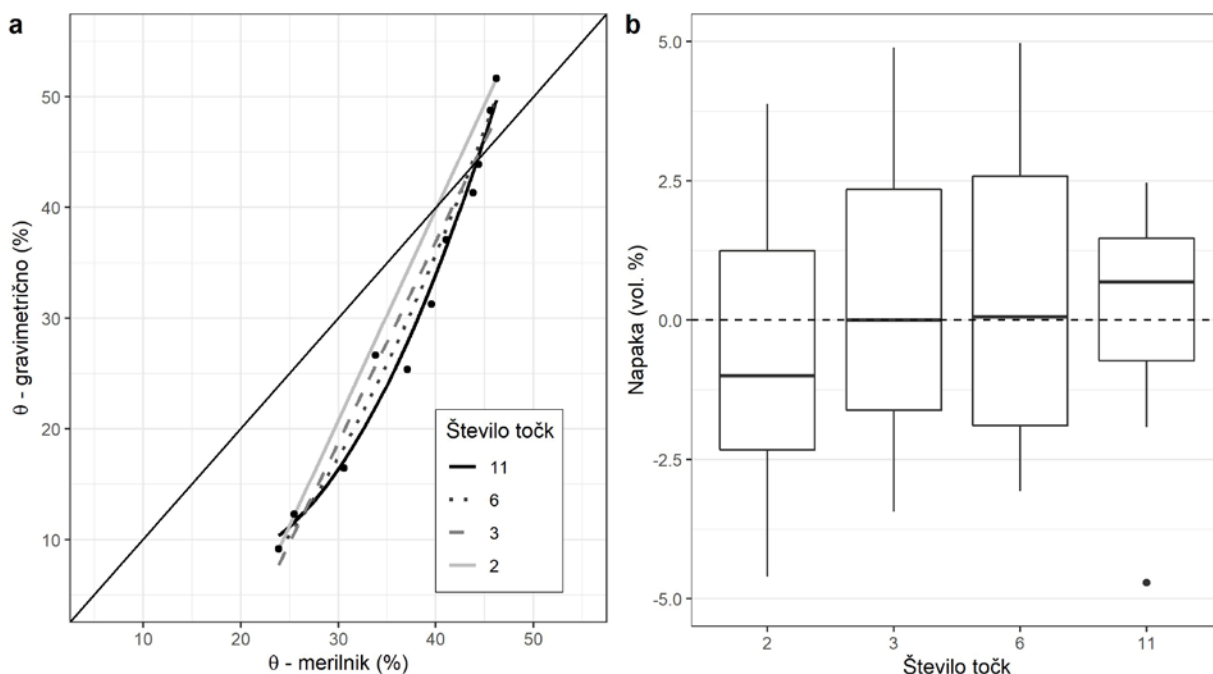 a
θ - gravimetrično (%)
50
40
30
20
10
Število točk
11
6
3
2
10 20 30 40 50
θ - merilnik (%)
b
Napaka (vol. %)
5.0
2.5
0.0
-2.5
-5.0
2 3 6 11
Število točk